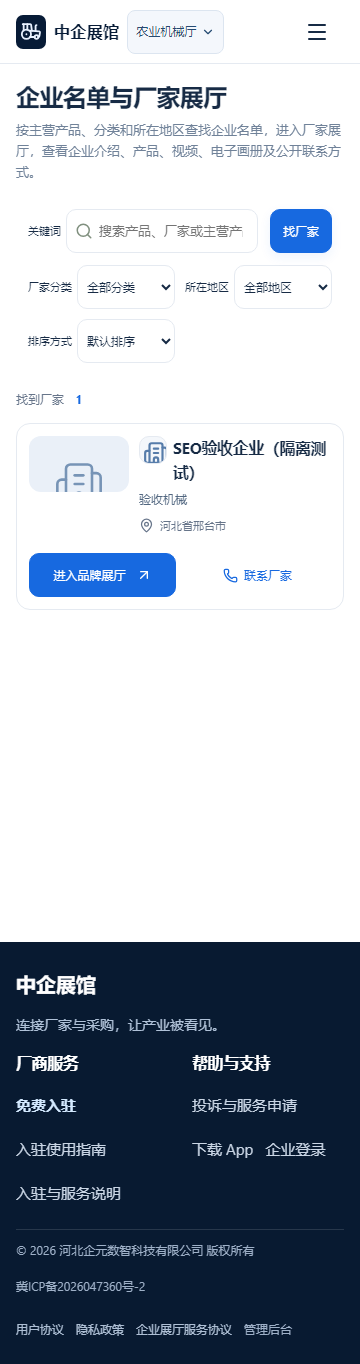 中企展馆
农业机械厅
企业名单与厂家展厅
按主营产品、分类和所在地区查找企业名单，进入厂家展
厅，查看企业介绍、产品、视频、电子画册及公开联系方
式。
关键词
搜索产品、厂家或主营产
找厂家
厂家分类
全部分类
所在地区
全部地区
排序方式
默认排序
找到厂家 1
SEO验收企业（隔离测
试）
验收机械
河北省邢台市
进入品牌展厅
联系厂家
中企展馆
连接厂家与采购，让产业被看见。
厂商服务
帮助与支持
免费入驻
投诉与服务申请
入驻使用指南
下载 App 企业登录
入驻与服务说明
© 2026 河北企元数智科技有限公司 版权所有
冀ICP备2026047360号-2
用户协议 隐私政策 企业展厅服务协议 管理后台